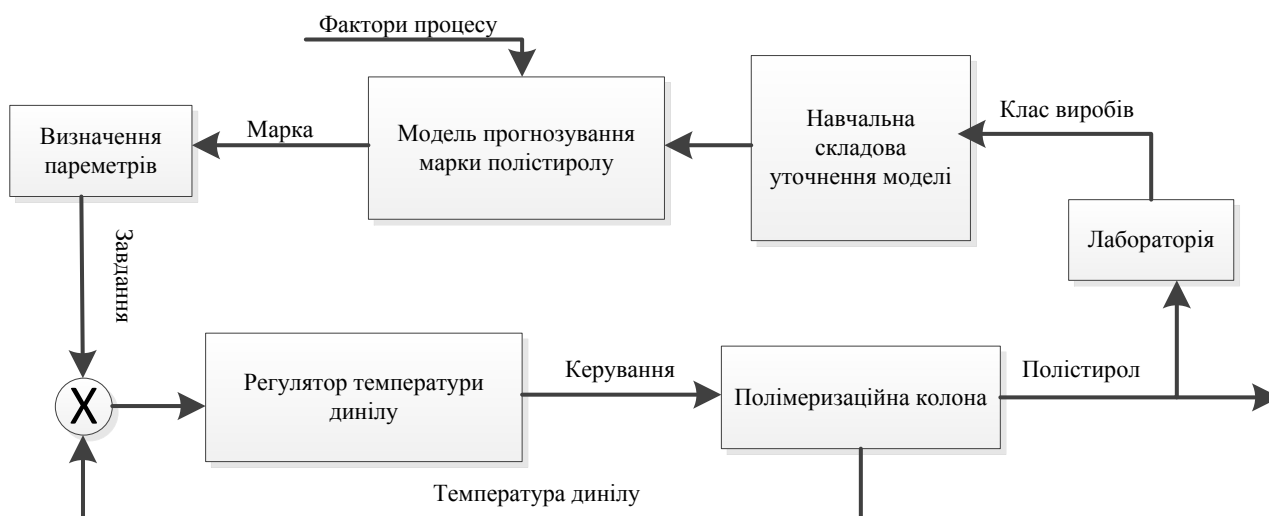 Фактори процесу
Визначення
пареметрів
Марка
Модель прогнозування
марки полістиролу
Навчальна
складова
уточнення моделі
Клас виробів
Лабораторія
Завдання
X
Регулятор температури
динілу
Керування
Полімеризаційна колона
Полістирол
Температура динілу